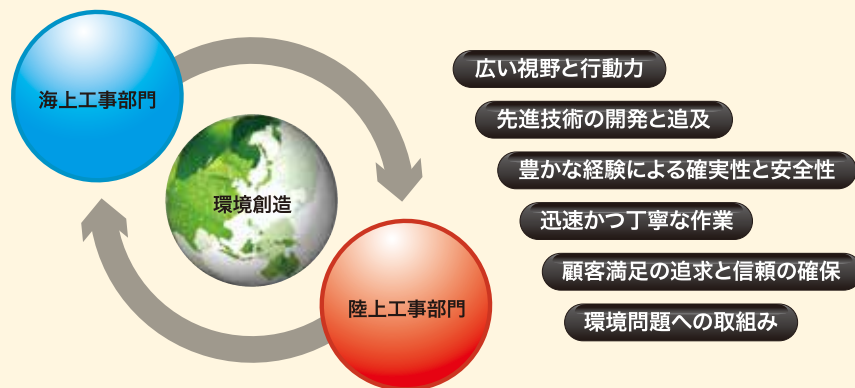 海上工事部門
環境創造
陸上工事部門
広い視野と行動力
先進技術の開発と追及
豊かな経験による確実性と安全性
迅速かつ丁寧な作業
顧客満足の追求と信頼の確保
環境問題への取組み